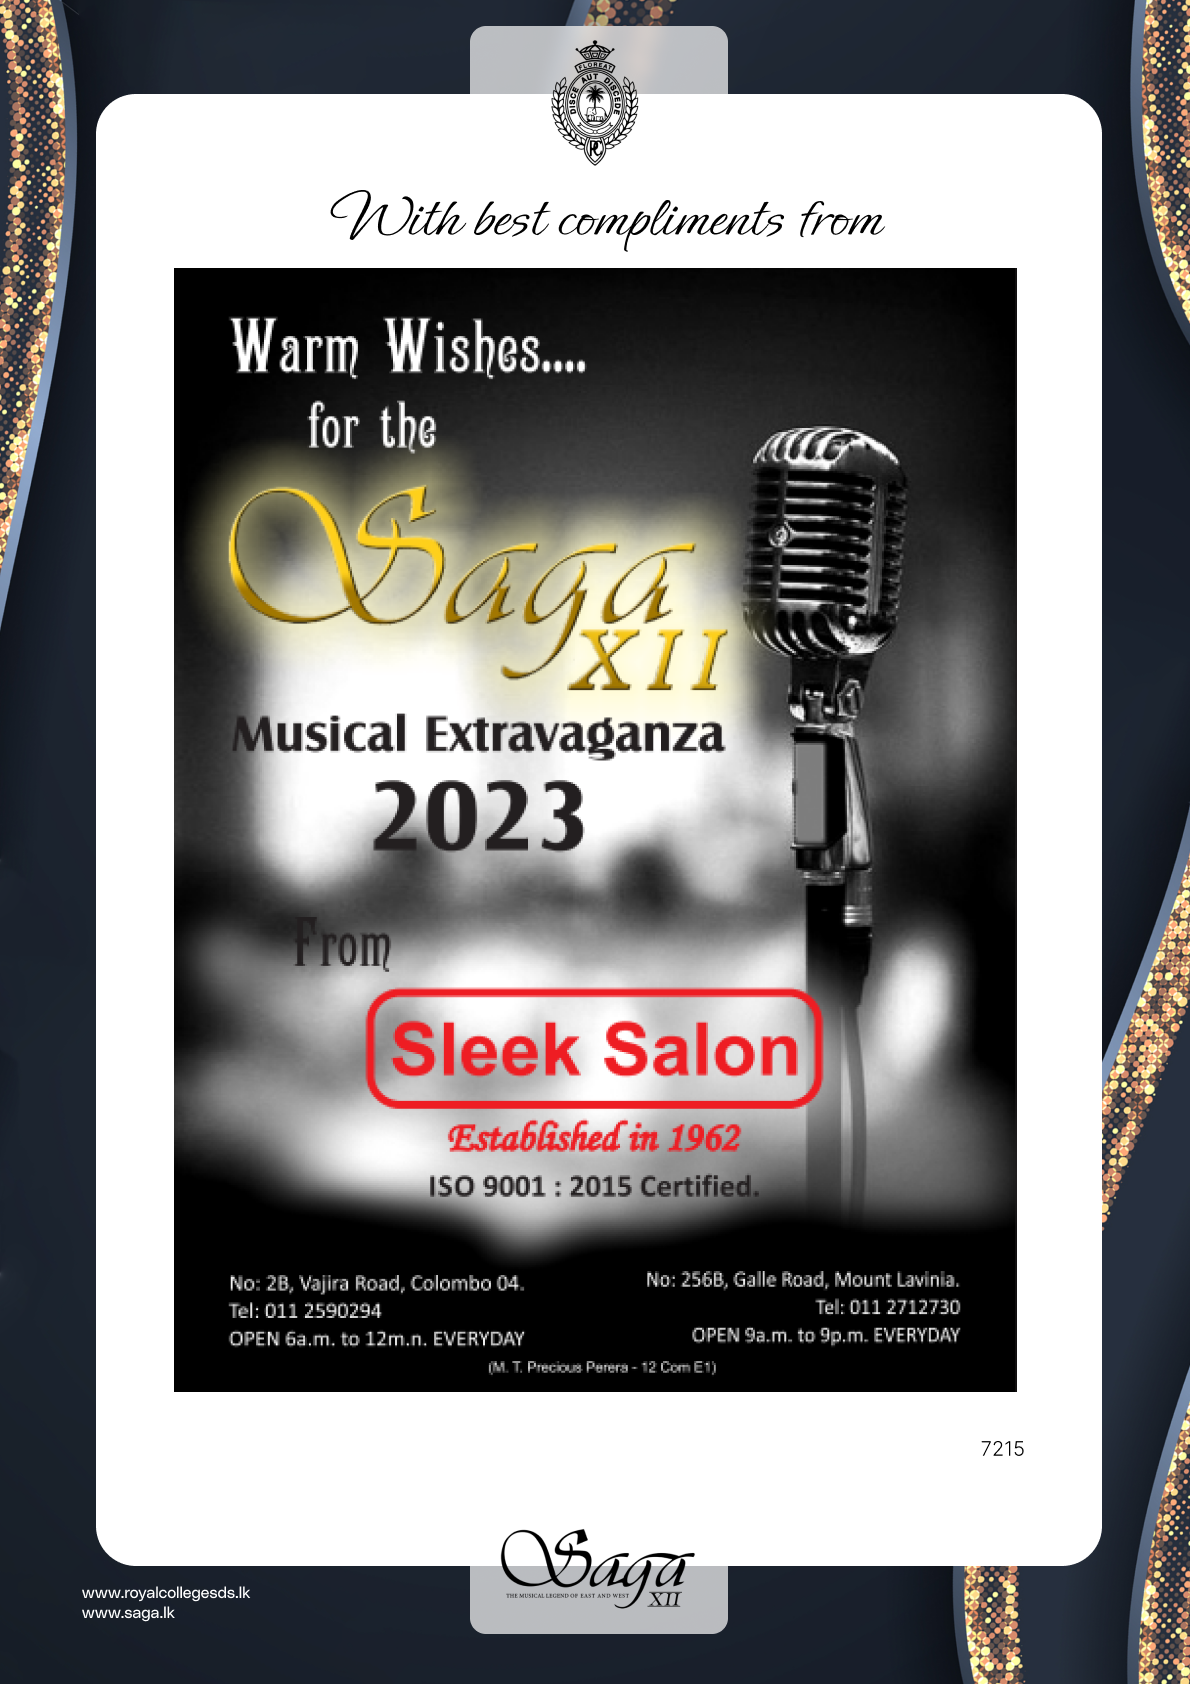 FLOREAT
DISCE AUT DISCEDE
RC
With best compliments from
Warm Wishes....
for the
Saga
XII
Musical Extravaganza
2023
From
Sleek Salon
Established in 1962
ISO 9001 : 2015 Certified.
No: 2B, Vajira Road, Colombo 04.
Tel: 011 2590294
OPEN 6a.m. to 12m.n. EVERYDAY
No: 256B, Galle Road, Mount Lavinia.
Tel: 011 2712730
OPEN 9a.m. to 9p.m. EVERYDAY
(M. T. Precious Perera - 12 Com E1)
7215
Saga
THE MUSICAL LEGEND OF EAST AND WEST
XII
www.royalcollegesds.lk
www.saga.lk